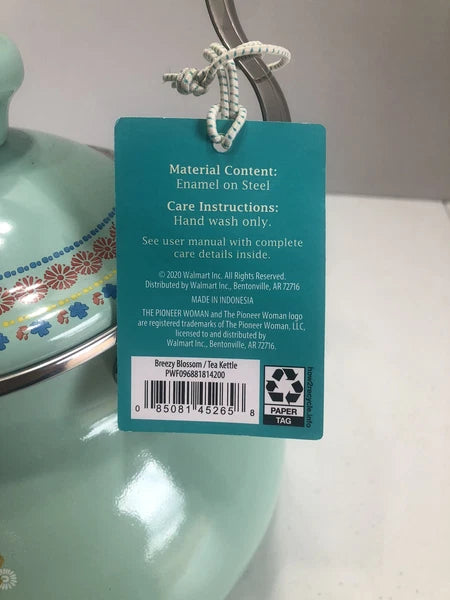 Material Content:
Enamel on Steel
Care Instructions:
Hand wash only.
See user manual with complete
care details inside.
© 2020 Walmart Inc. All Rights Reserved.
Distributed by Walmart Inc., Bentonville, AR 72716
MADE IN INDONESIA
THE PIONEER WOMAN and The Pioneer Woman logo
are registered trademarks of The Pioneer Woman, LLC,
licensed to and distributed by
Walmart Inc., Bentonville, AR 72716.
Breezy Blossom / Tea Kettle
PWF096881814200
0 85081 45265 8
PAPER
TAG
how2recycle.info